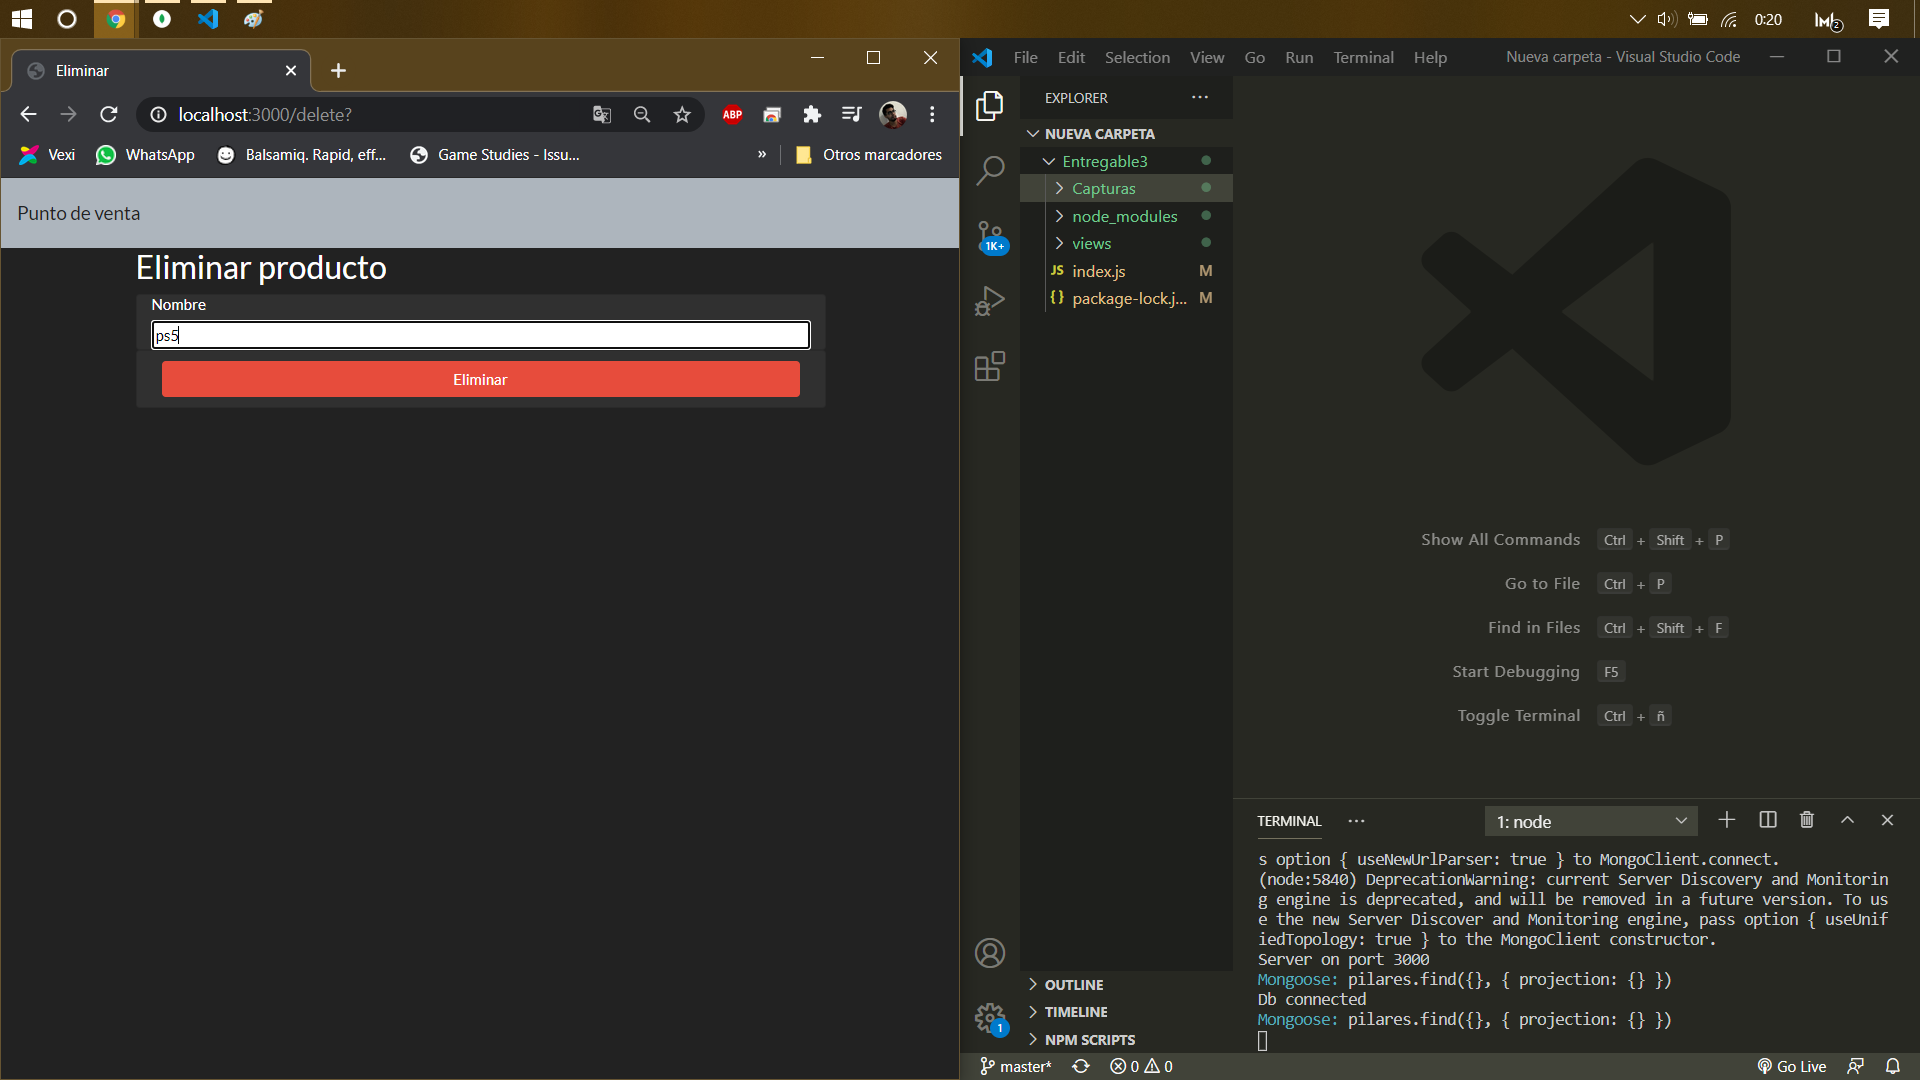 0:20
2
Eliminar
localhost:3000/delete?
ABP
Vexi
WhatsApp
Balsamiq. Rapid, eff...
Game Studies - Issu...
»
Otros marcadores
Punto de venta
Eliminar producto
Nombre
ps5
Eliminar
File Edit Selection View Go Run Terminal Help
Nueva carpeta - Visual Studio Code
EXPLORER
NUEVA CARPETA
Entregable3
Capturas
node_modules
views
JS index.js M
{} package-lock.j... M
1K+
Show All Commands Ctrl + Shift + P
Go to File Ctrl + P
Find in Files Ctrl + Shift + F
Start Debugging F5
Toggle Terminal Ctrl + ñ
TERMINAL ... 1: node
s option { useNewUrlParser: true } to MongoClient.connect.
(node:5840) DeprecationWarning: current Server Discovery and Monitorin
g engine is deprecated, and will be removed in a future version. To us
e the new Server Discover and Monitoring engine, pass option { useUnif
iedTopology: true } to the MongoClient constructor.
Server on port 3000
Mongoose: pilares.find({}, { projection: {} })
Db connected
Mongoose: pilares.find({}, { projection: {} })
OUTLINE
TIMELINE
NPM SCRIPTS
1
master* 0 0
Go Live